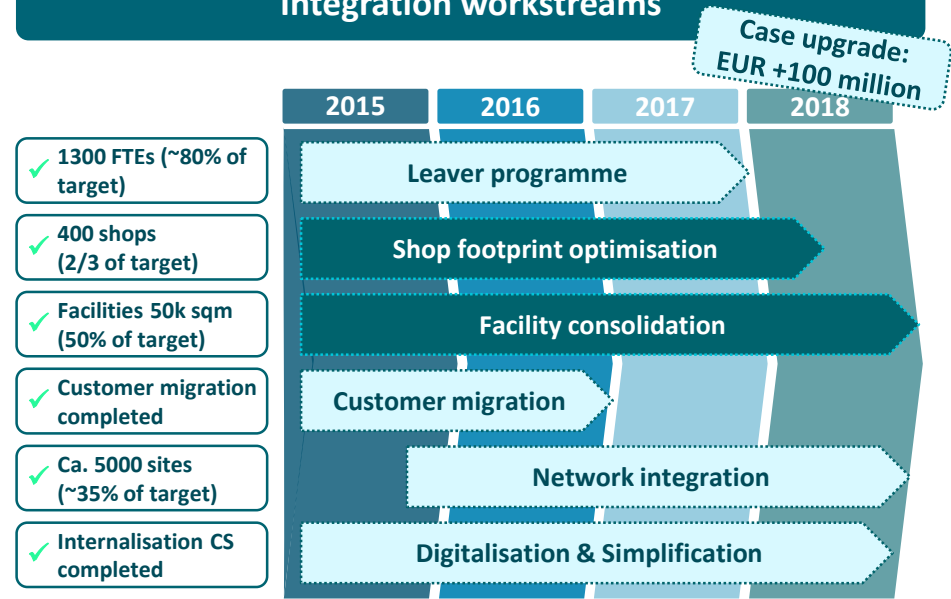 Integration workstreams
Case upgrade:
EUR +100 million
2015
2016
2017
2018
✓ 1300 FTEs (~80% of
target)
Leaver programme
✓ 400 shops
(2/3 of target)
Shop footprint optimisation
✓ Facilities 50k sqm
(50% of target)
Facility consolidation
✓ Customer migration
completed
Customer migration
✓ Ca. 5000 sites
(~35% of target)
Network integration
✓ Internalisation CS
completed
Digitalisation & Simplification